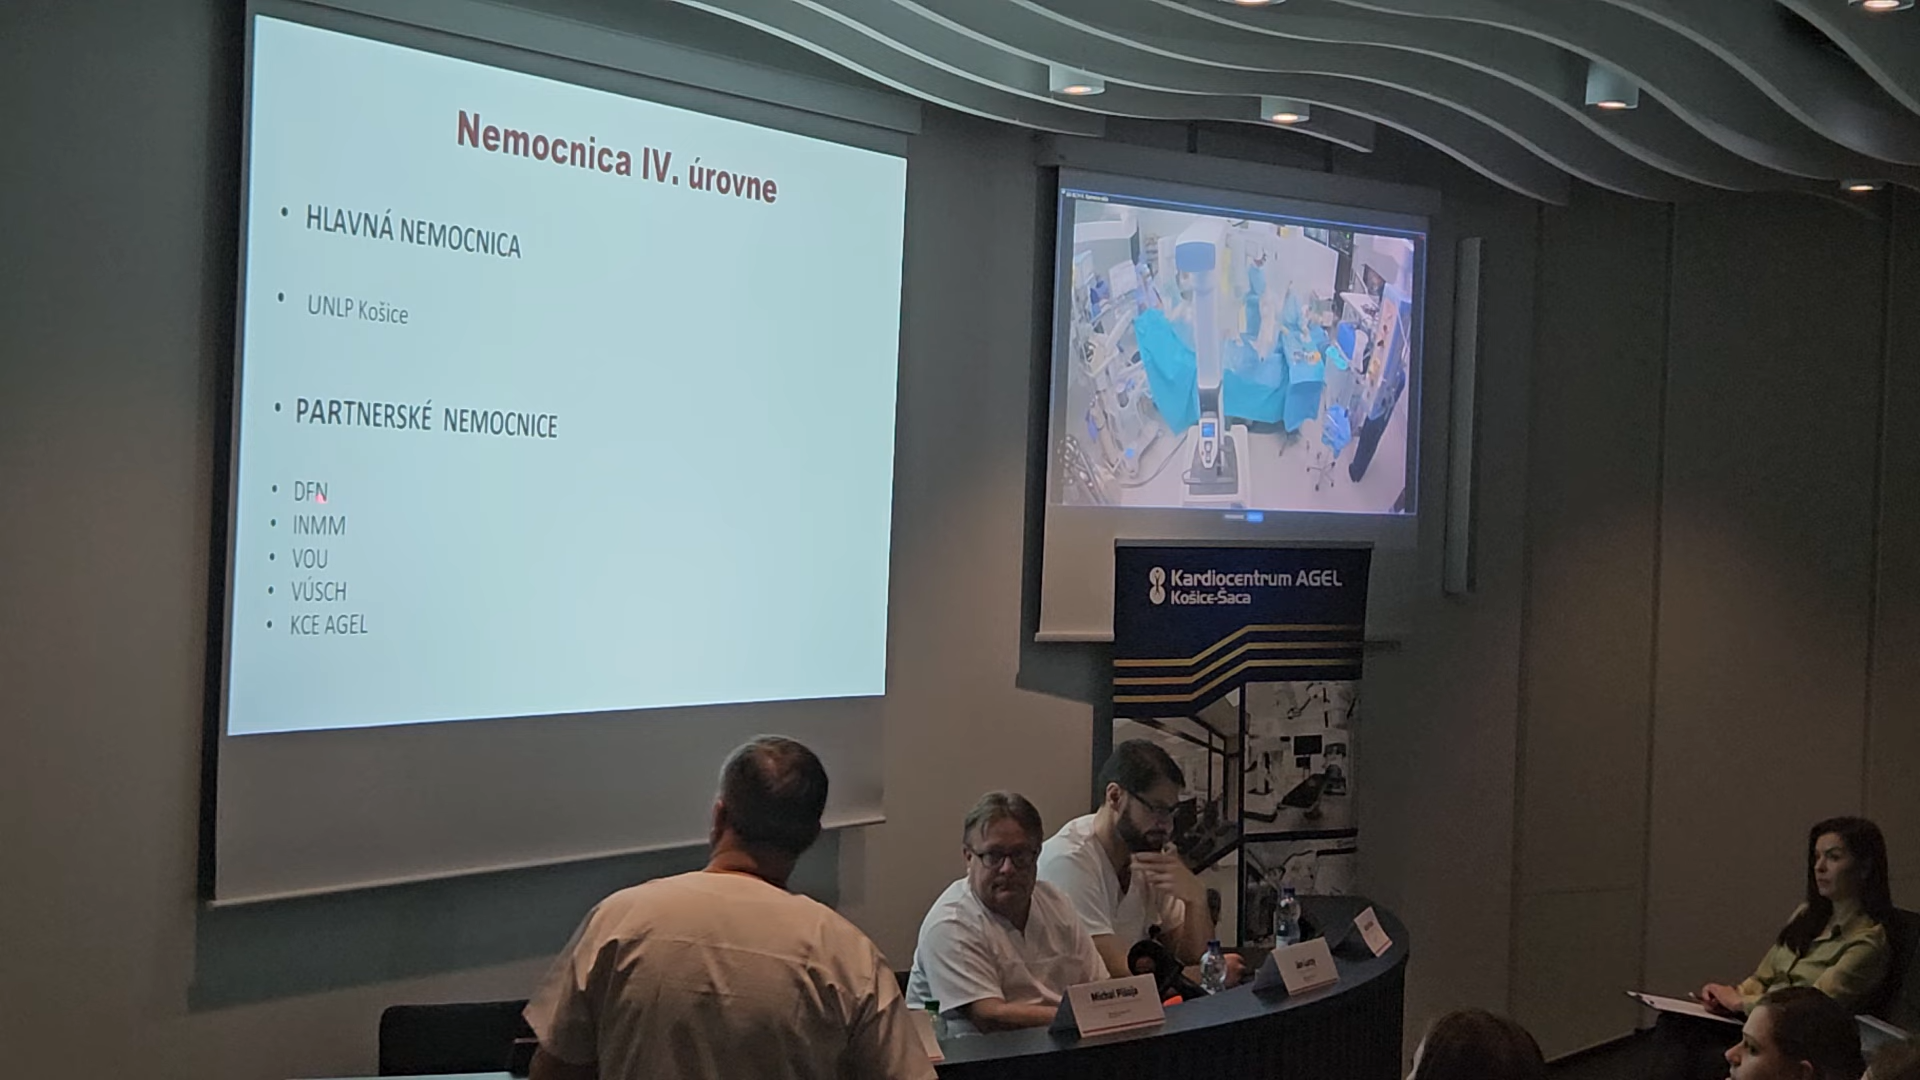 Nemocnica IV. úrovne
• HLAVNÁ NEMOCNICA
• UNLP Košice
• PARTNERSKÉ NEMOCNICE
• DFN
• INMM
• VOU
• VÚSCH
• KCE AGEL
Kardiocentrum AGEL
Košice-Šaca
Michal Pišoja